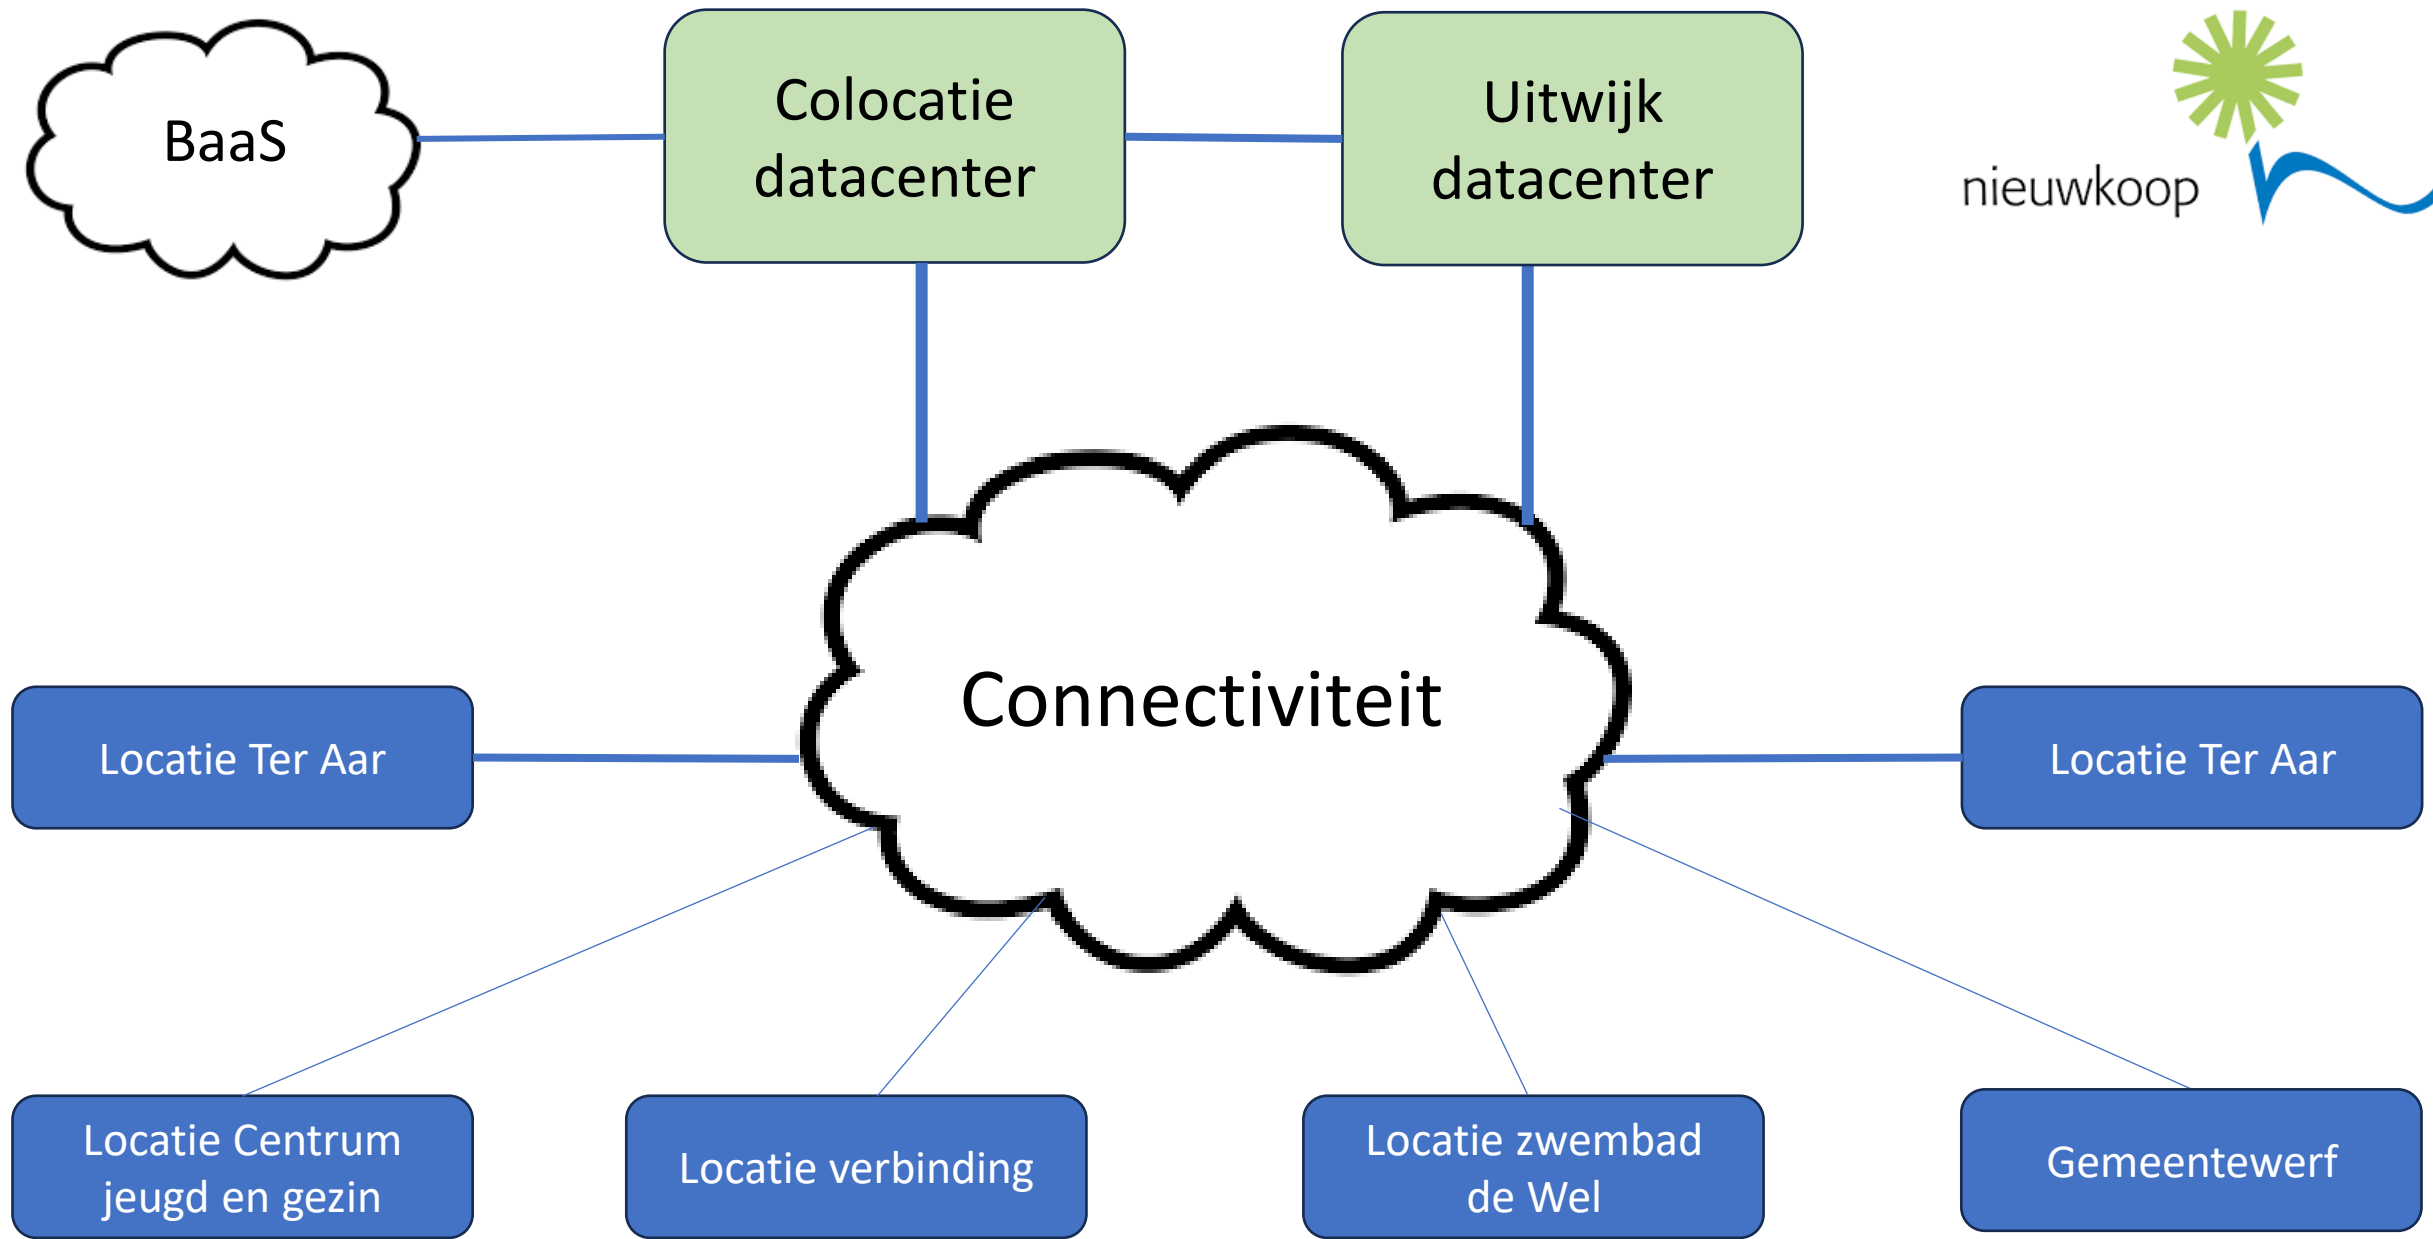 BaaS
Colocatie
datacenter
Uitwijk
datacenter
nieuwkoop
Connectiviteit
Locatie Ter Aar
Locatie Ter Aar
Locatie Centrum
jeugd en gezin
Locatie verbinding
Locatie zwembad
de Wel
Gemeentewerf